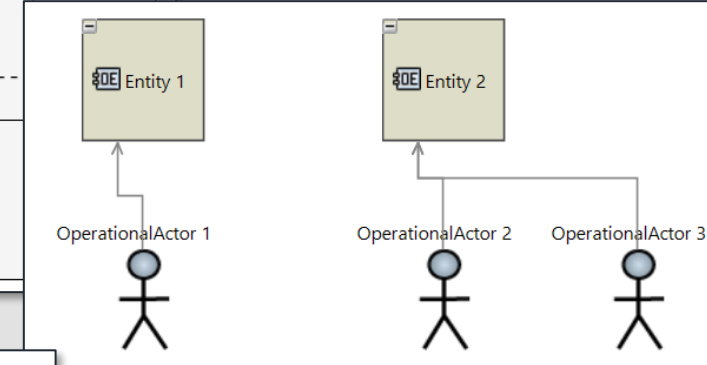 OE Entity 1
OE Entity 2
OperationalActor 1
OperationalActor 2
OperationalActor 3